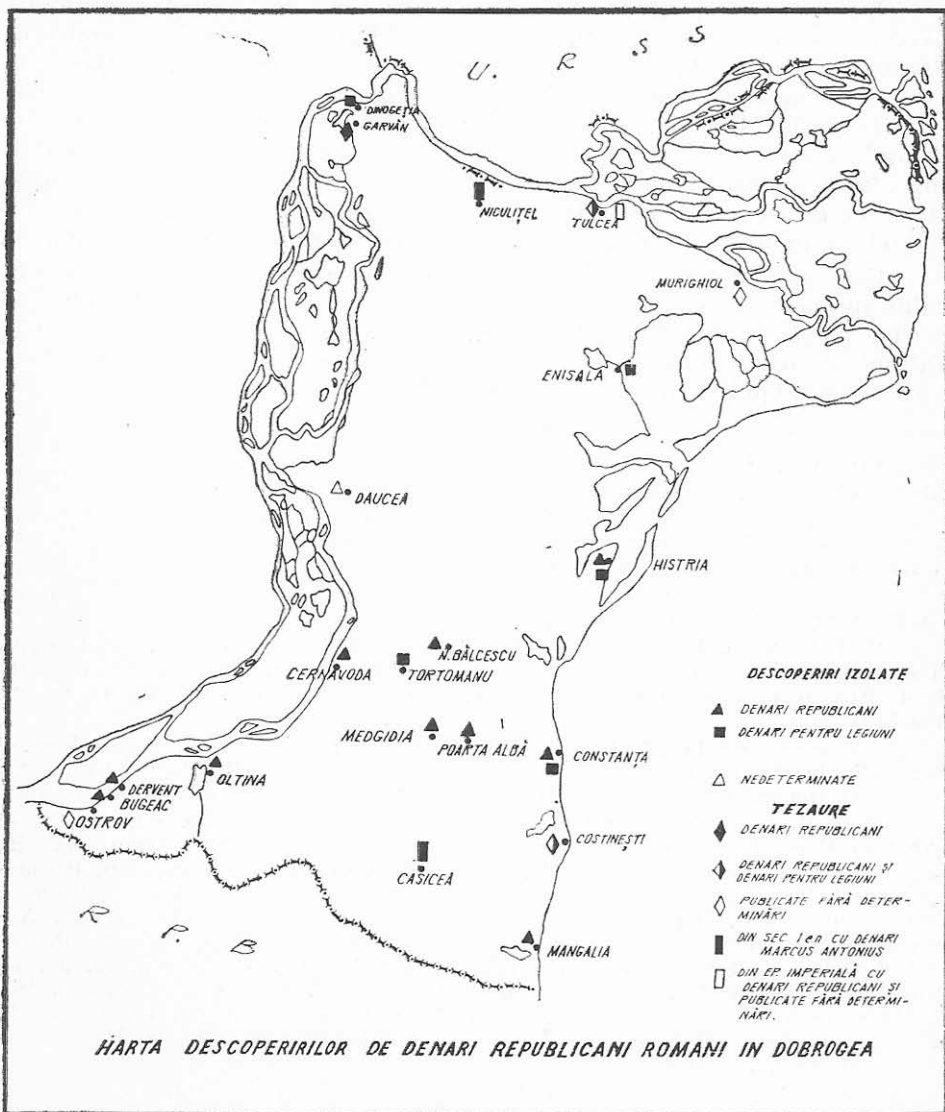 U. R S S
DINOGEȚIA
GARVĂN
NICULIȚEL
TULCEA
MURIGHIOL
ENISALA
DAUCEA
HISTRIA
N. BĂLCESCU
CERNAVODA
TORTOMANU
MEDGIDIA
POARTA ALBĂ
CONSTANȚA
OLTINA
DERVENT
BUGEAC
OSTROV
COSTINEȘTI
CASICEA
MANGALIA
R P. B
DESCOPERIRI IZOLATE
DENARI REPUBLICANI
DENARI PENTRU LEGIUNI
NEDETERMINATE
TEZAURE
DENARI REPUBLICANI
DENARI REPUBLICANI ȘI
DENARI PENTRU LEGIUNI
PUBLICATE FĂRĂ DETER-
MINĂRI
DIN SEC I en CU DENARI
MARCUS ANTONIUS
DIN EP. IMPERIALĂ CU
DENARI REPUBLICANI ȘI
PUBLICATE FĂRĂ DETERMI-
NĂRI.
HARTA DESCOPERIRILOR DE DENARI REPUBLICANI ROMANI IN DOBROGEA